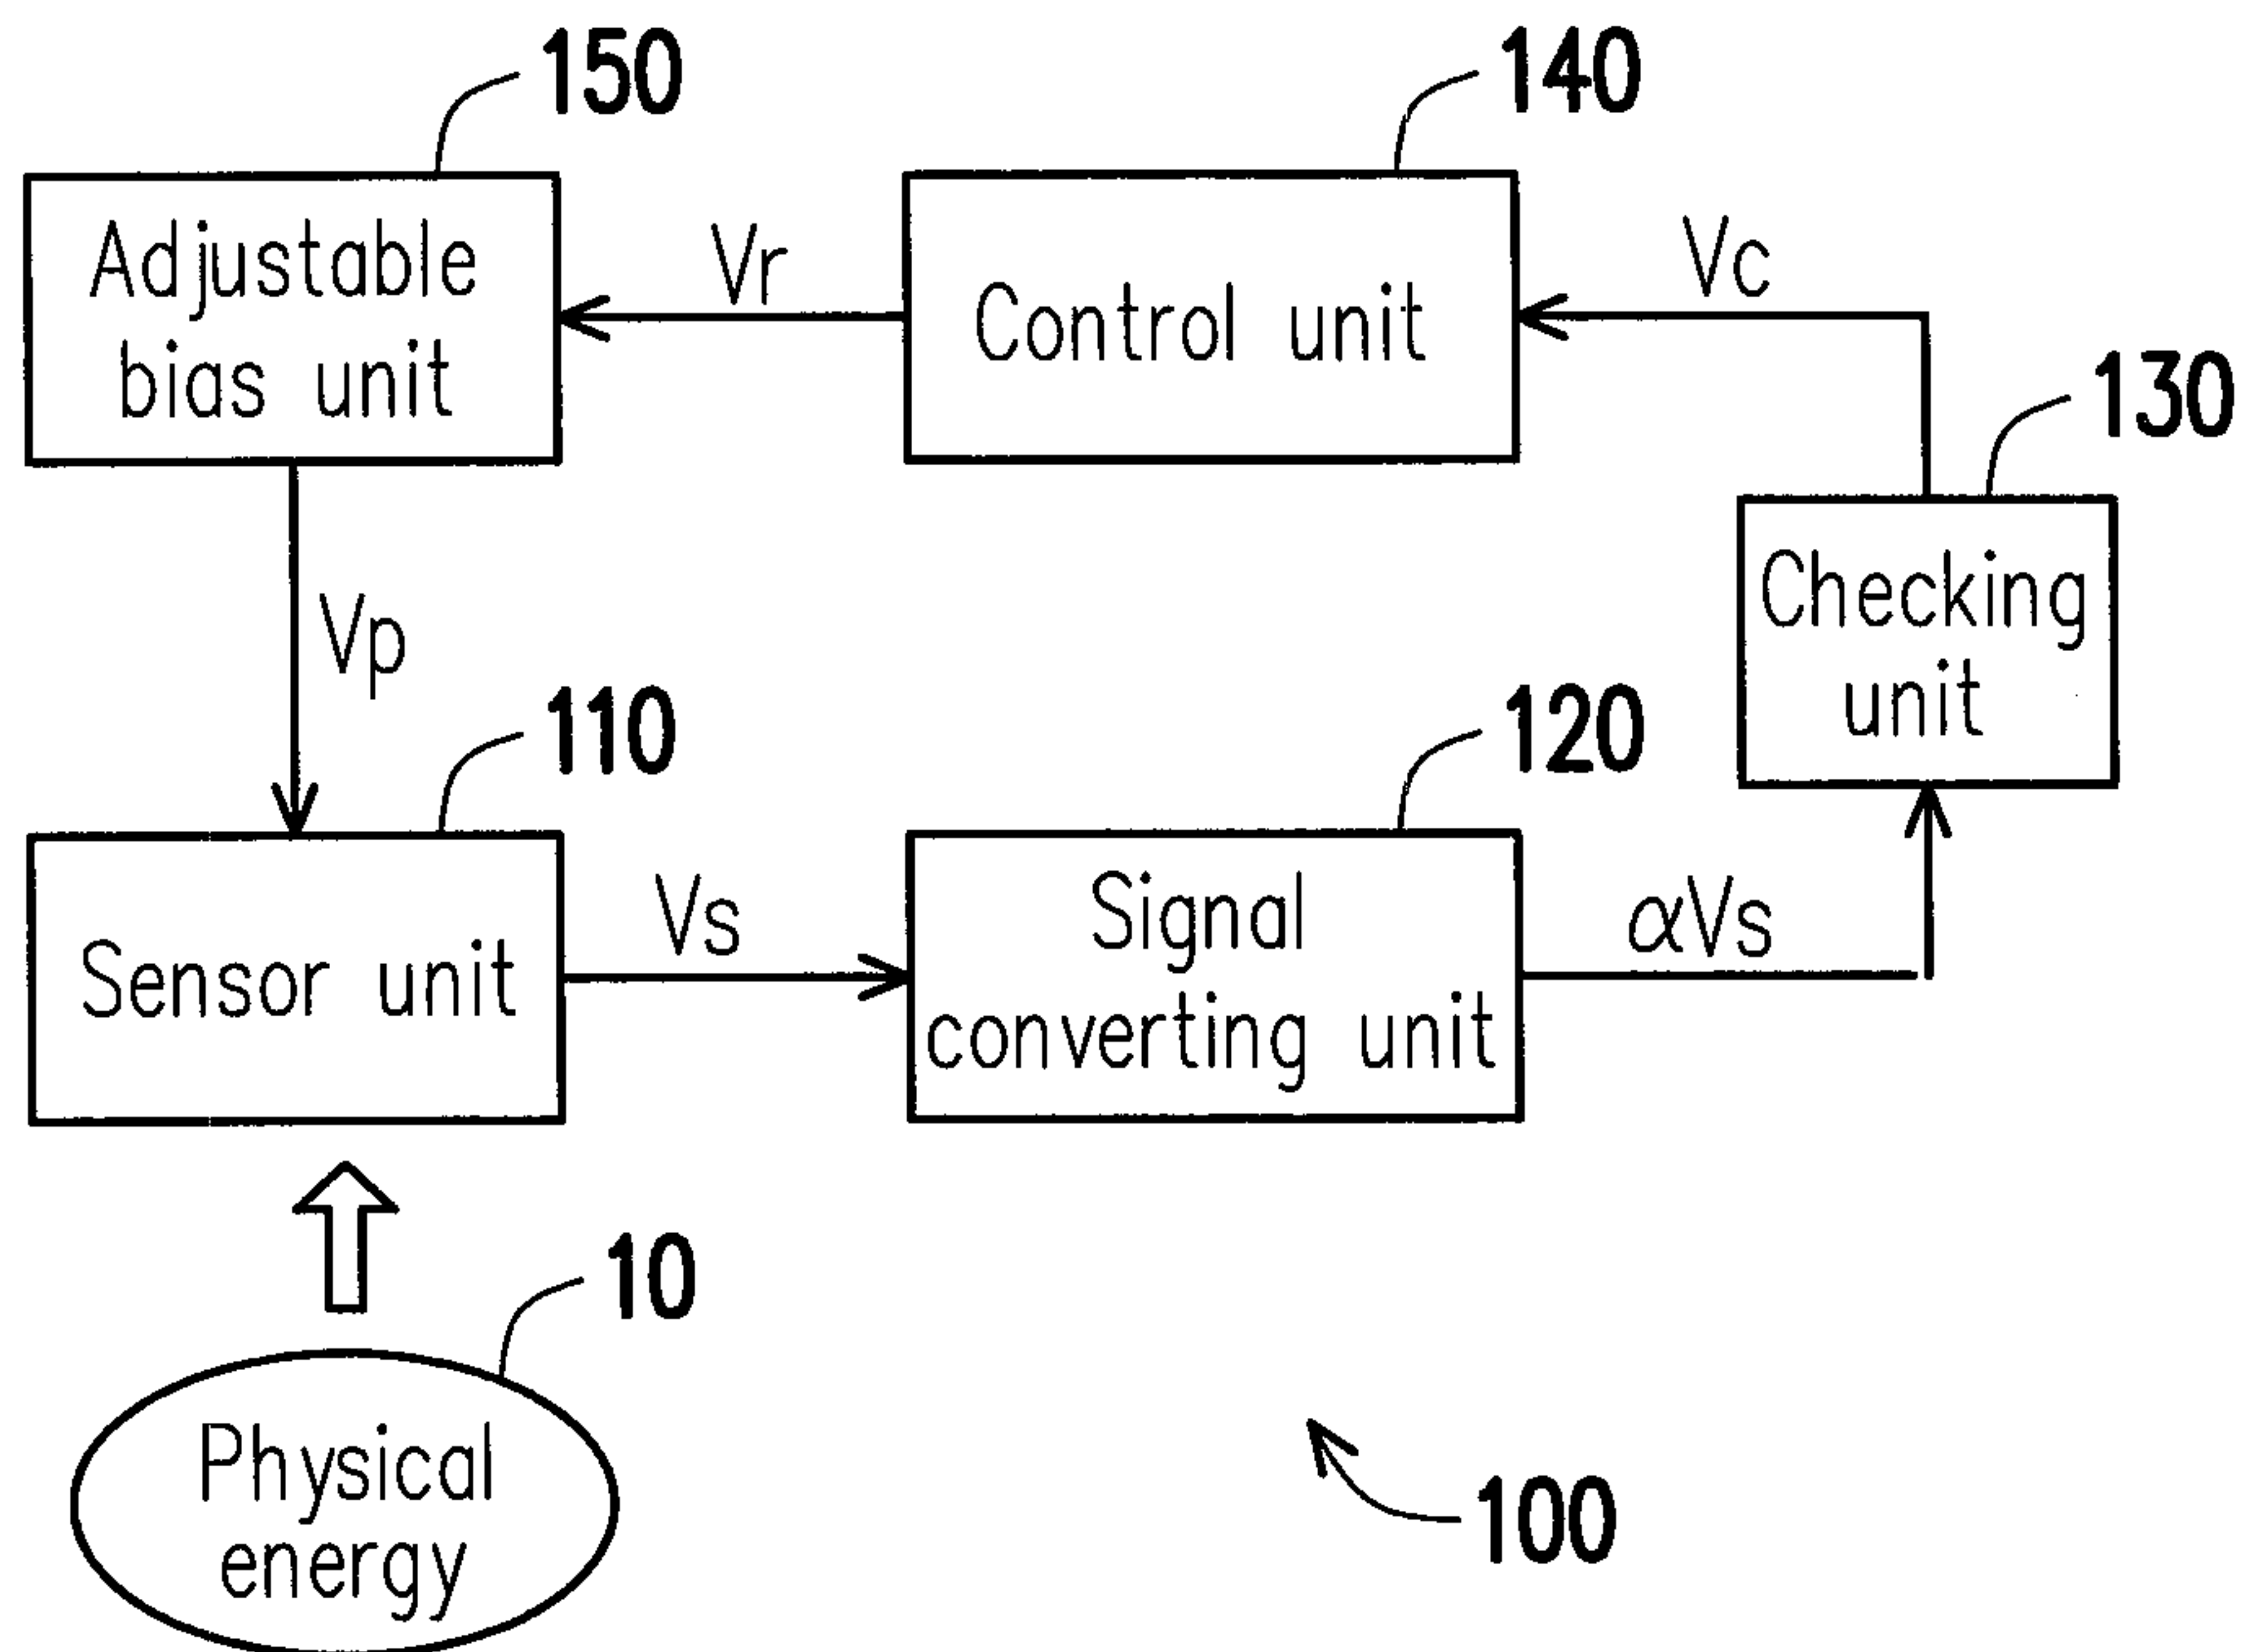 150
140
Adjustable
bias unit
Vr
Control unit
Vc
130
Checking
unit
Vp
110
120
Sensor unit
Vs
Signal
converting unit
αVs
10
Physical
energy
100